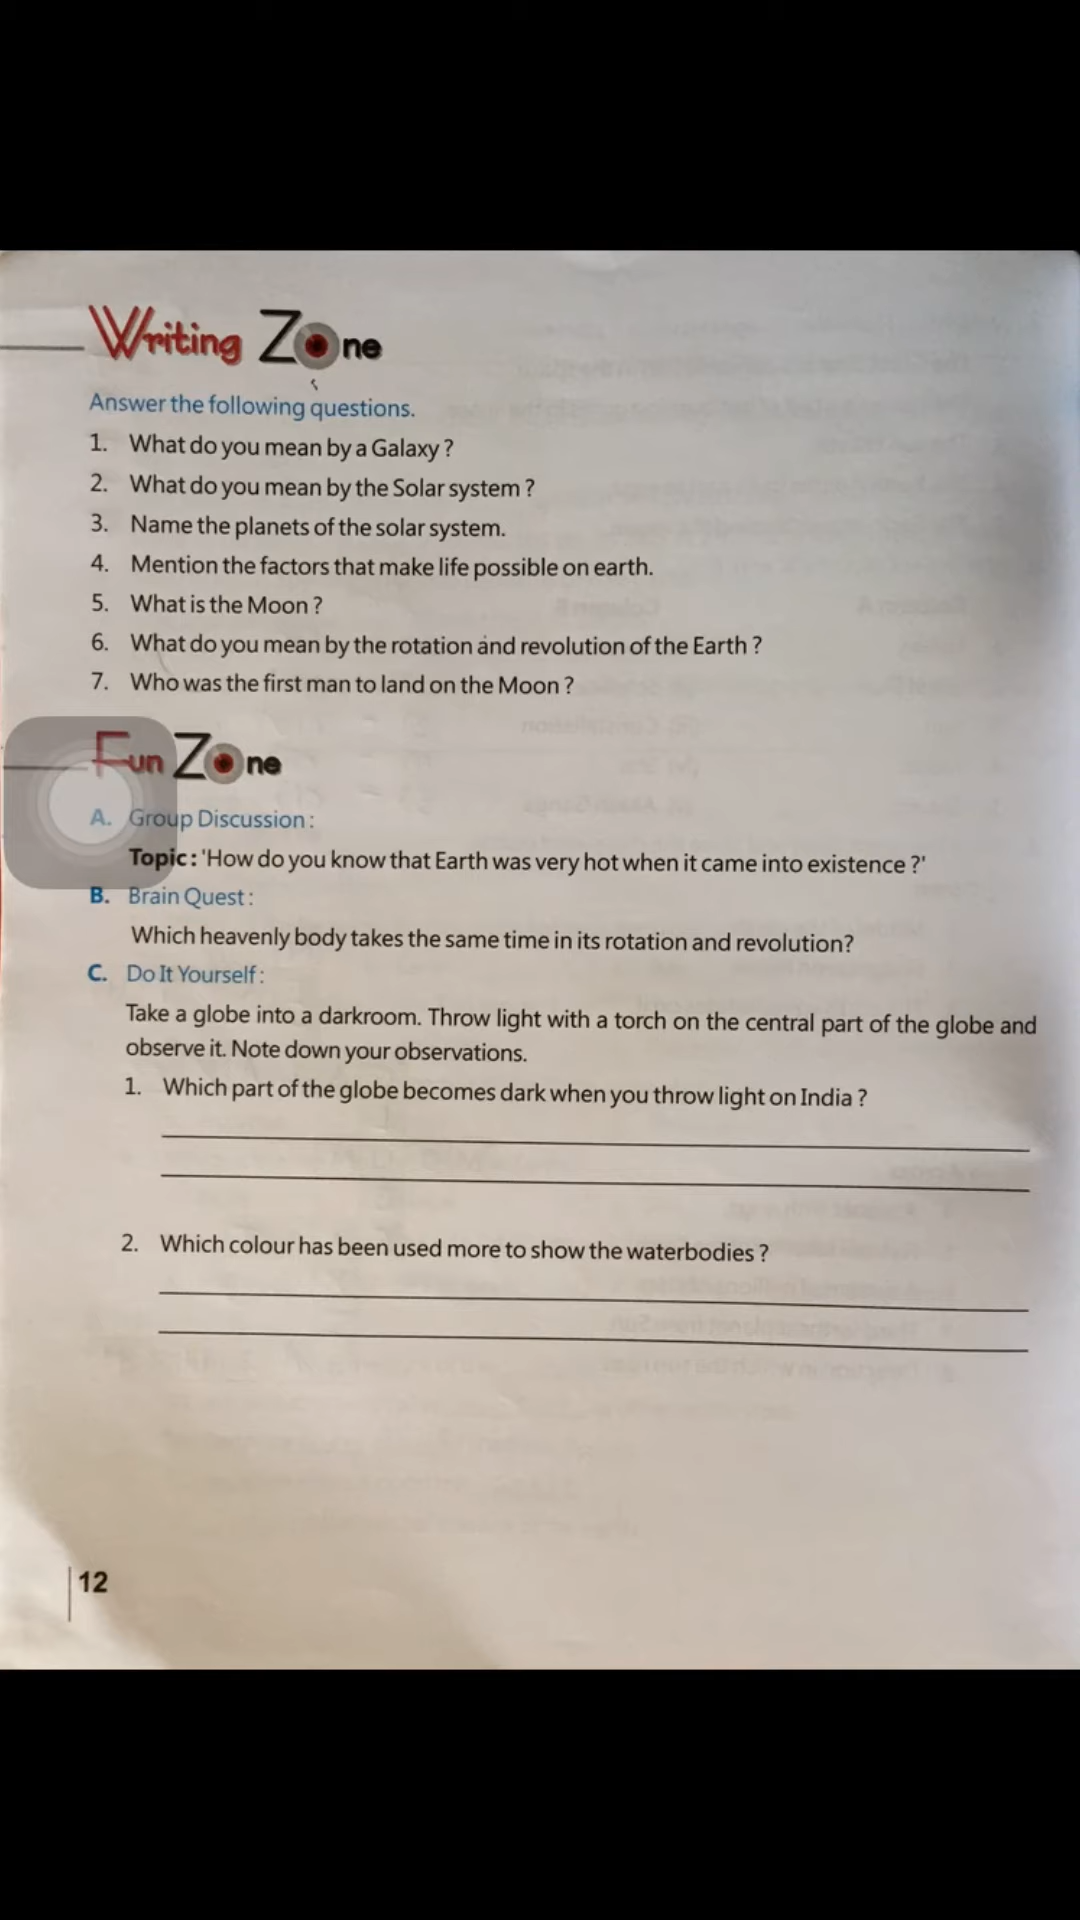 Writing Zone
Answer the following questions.
1. What do you mean by a Galaxy ?
2. What do you mean by the Solar system ?
3. Name the planets of the solar system.
4. Mention the factors that make life possible on earth.
5. What is the Moon ?
6. What do you mean by the rotation and revolution of the Earth ?
7. Who was the first man to land on the Moon ?
Fun Zone
A. Group Discussion :
Topic : 'How do you know that Earth was very hot when it came into existence ?'
B. Brain Quest :
Which heavenly body takes the same time in its rotation and revolution?
C. Do It Yourself :
Take a globe into a darkroom. Throw light with a torch on the central part of the globe and
observe it. Note down your observations.
1. Which part of the globe becomes dark when you throw light on India ?
2. Which colour has been used more to show the waterbodies ?
12